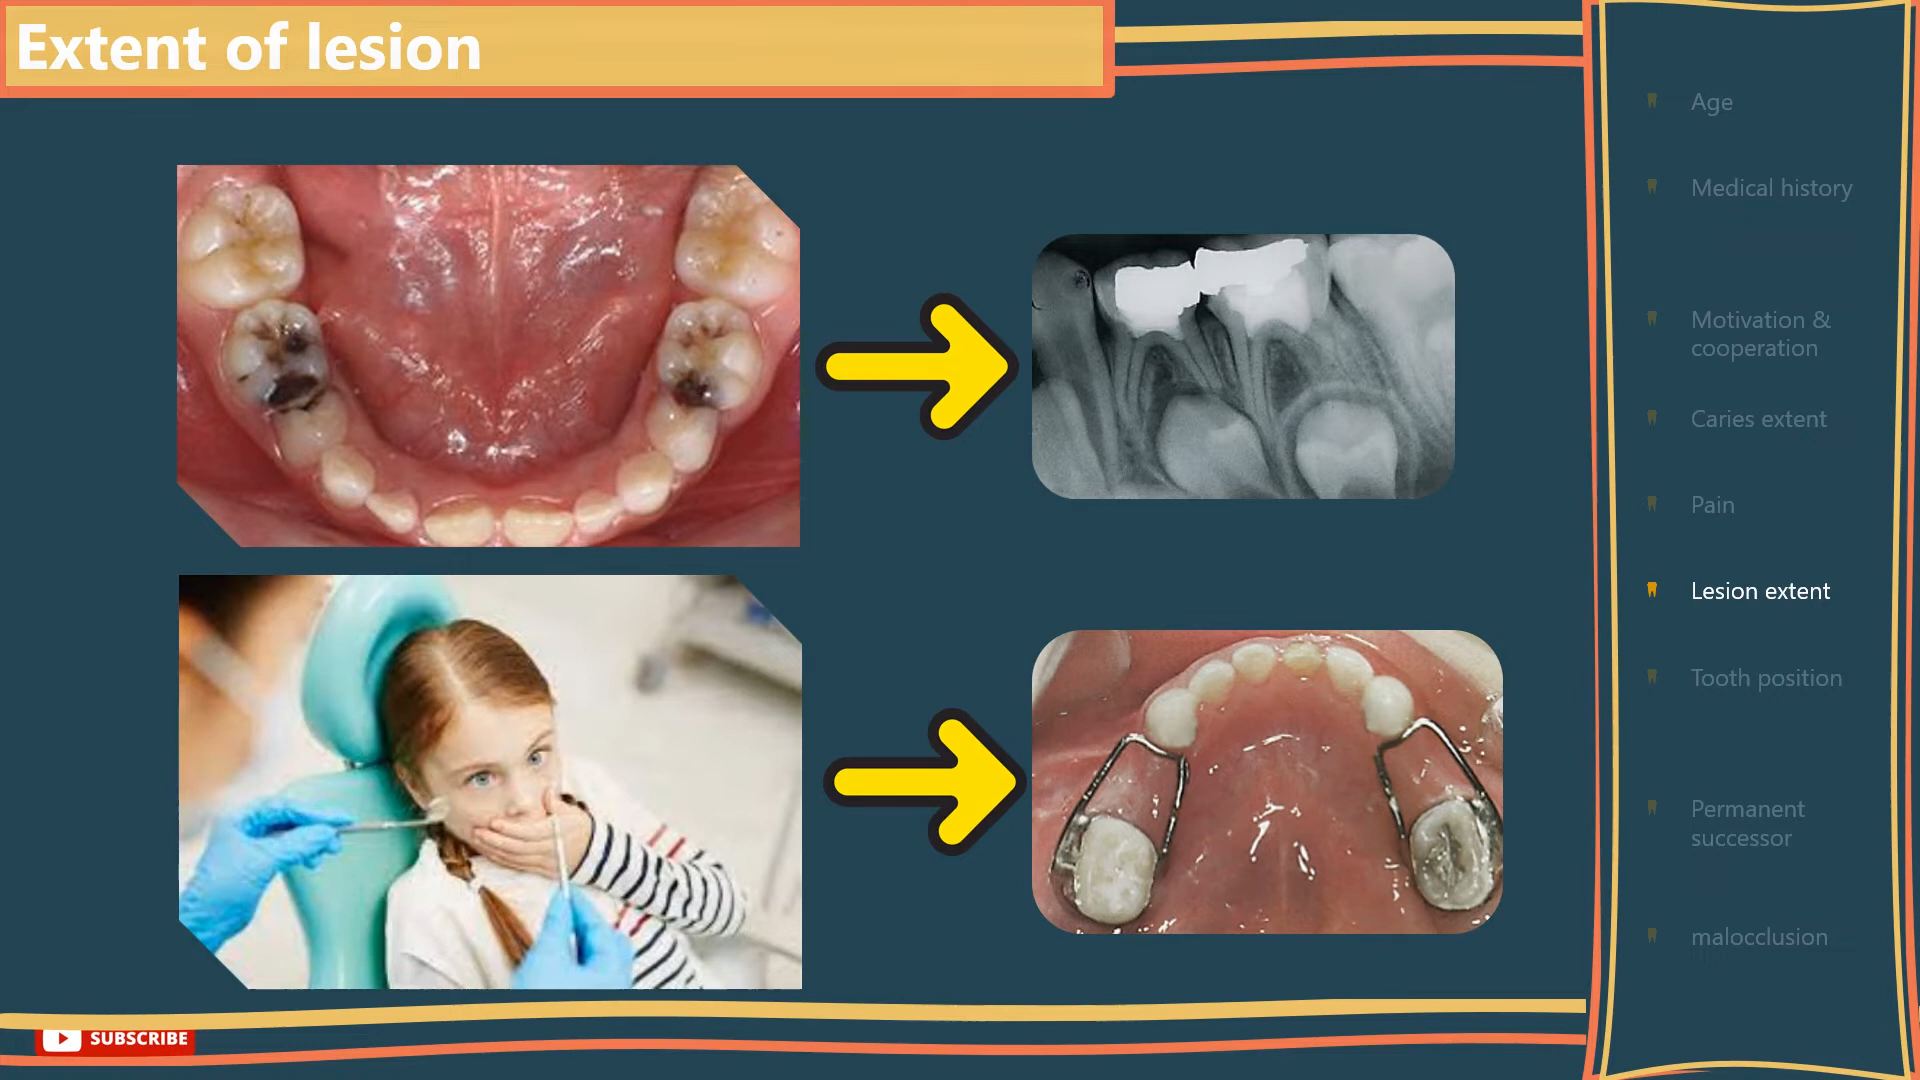 Extent of lesion
Age
Medical history
Motivation &
cooperation
Caries extent
Pain
Lesion extent
Tooth position
Permanent
successor
malocclusion
SUBSCRIBE